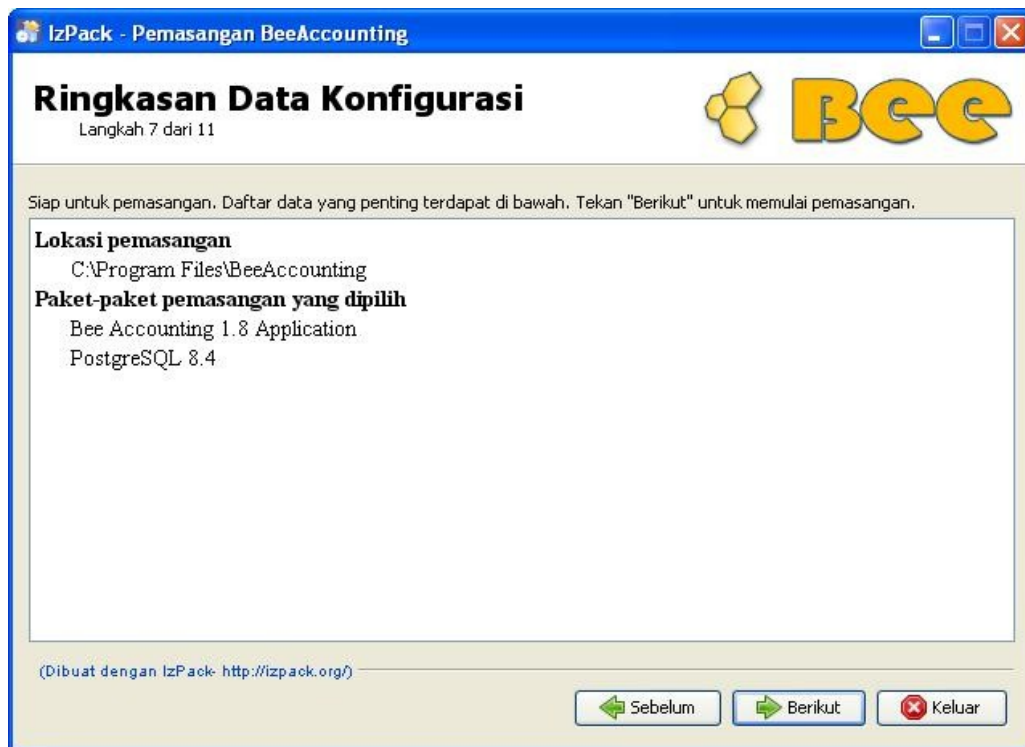 IzPack - Pemasangan BeeAccounting
Ringkasan Data Konfigurasi
Langkah 7 dari 11
Bee
Siap untuk pemasangan. Daftar data yang penting terdapat di bawah. Tekan "Berikut" untuk memulai pemasangan.
Lokasi pemasangan
C:\Program Files\BeeAccounting
Paket-paket pemasangan yang dipilih
Bee Accounting 1.8 Application
PostgreSQL 8.4
(Dibuat dengan IzPack- http://izpack.org/)
Sebelum
Berikut
Keluar